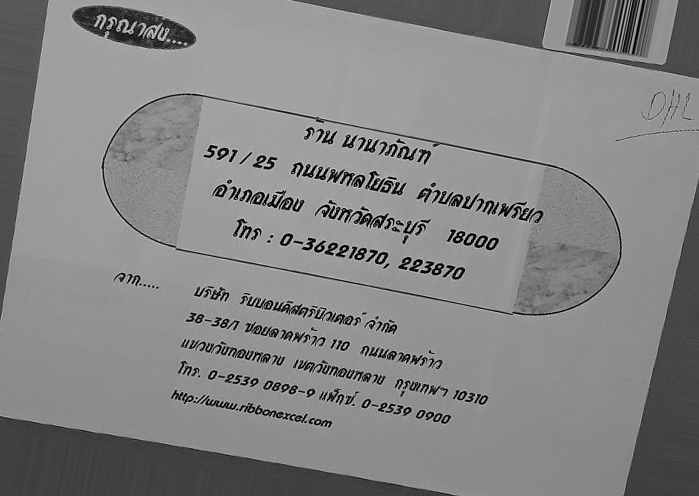 กรุณาส่ง....
DHL
ร้าน นานาภัณฑ์
591/25 ถนนพหลโยธิน ตำบลปากเพรียว
อำเภอเมือง จังหวัดสระบุรี 18000
โทร : 0-36221870, 223870
จาก.....
บริษัท ริบบอนดิสตริบิวเตอร์ จำกัด
38-38/1 ซอยลาดพร้าว 110 ถนนลาดพร้าว
แขวงวังทองหลาง เขตวังทองหลาง กรุงเทพฯ 10310
โทร. 0-2539 0898-9 แฟ็กซ์. 0-2539 0900
http://www.ribbonexcel.com